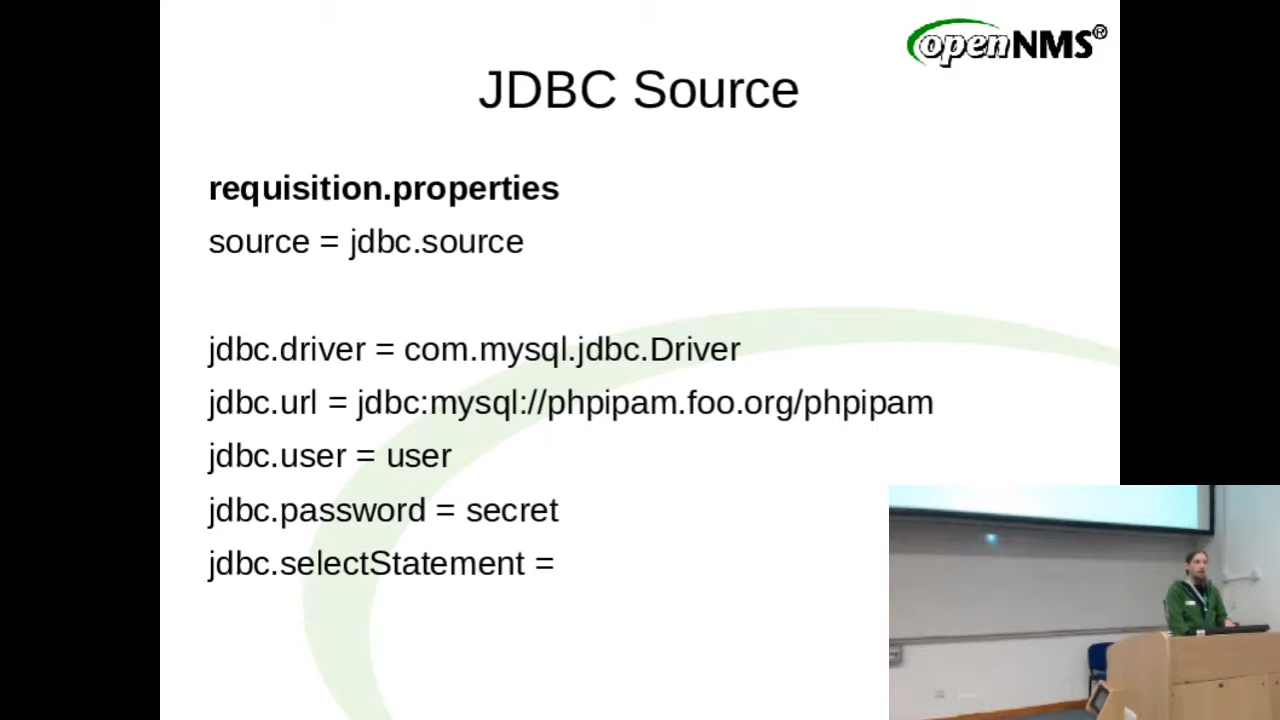 openNMS®
JDBC Source
requisition.properties
source = jdbc.source
jdbc.driver = com.mysql.jdbc.Driver
jdbc.url = jdbc:mysql://phpipam.foo.org/phpipam
jdbc.user = user
jdbc.password = secret
jdbc.selectStatement =